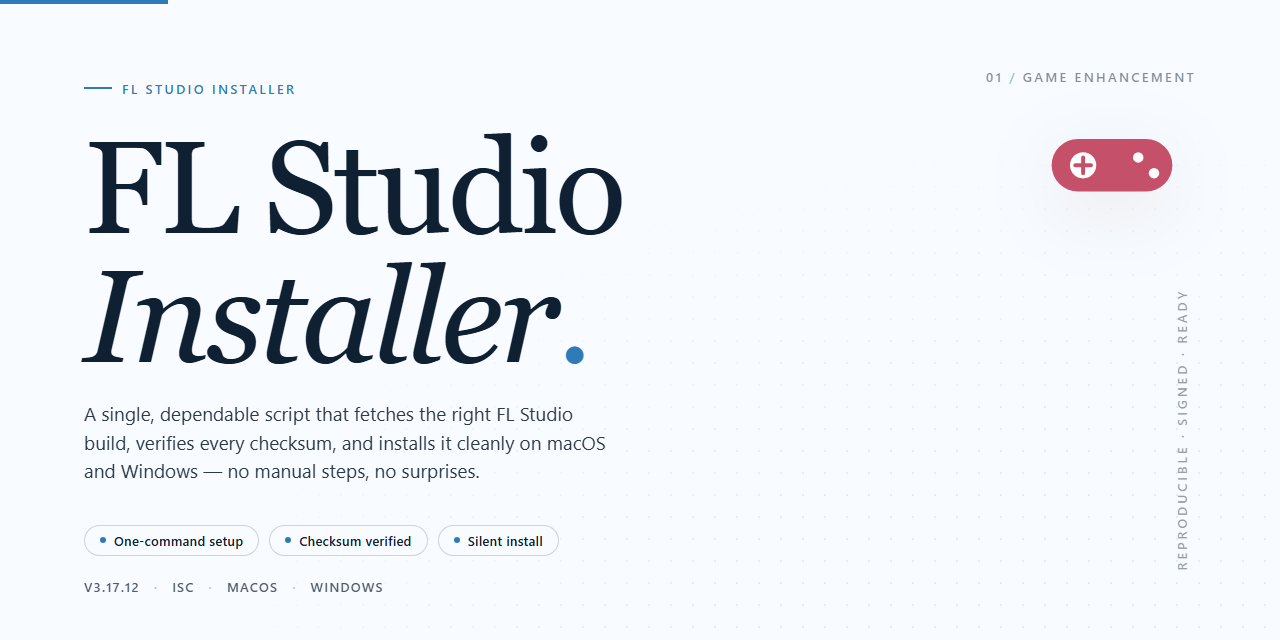 FL STUDIO INSTALLER
01 / GAME ENHANCEMENT
FL Studio
Installer.
A single, dependable script that fetches the right FL Studio
build, verifies every checksum, and installs it cleanly on macOS
and Windows — no manual steps, no surprises.
One-command setup
Checksum verified
Silent install
V3.17.12 · ISC · MACOS · WINDOWS
REPRODUCIBLE · SIGNED · READY